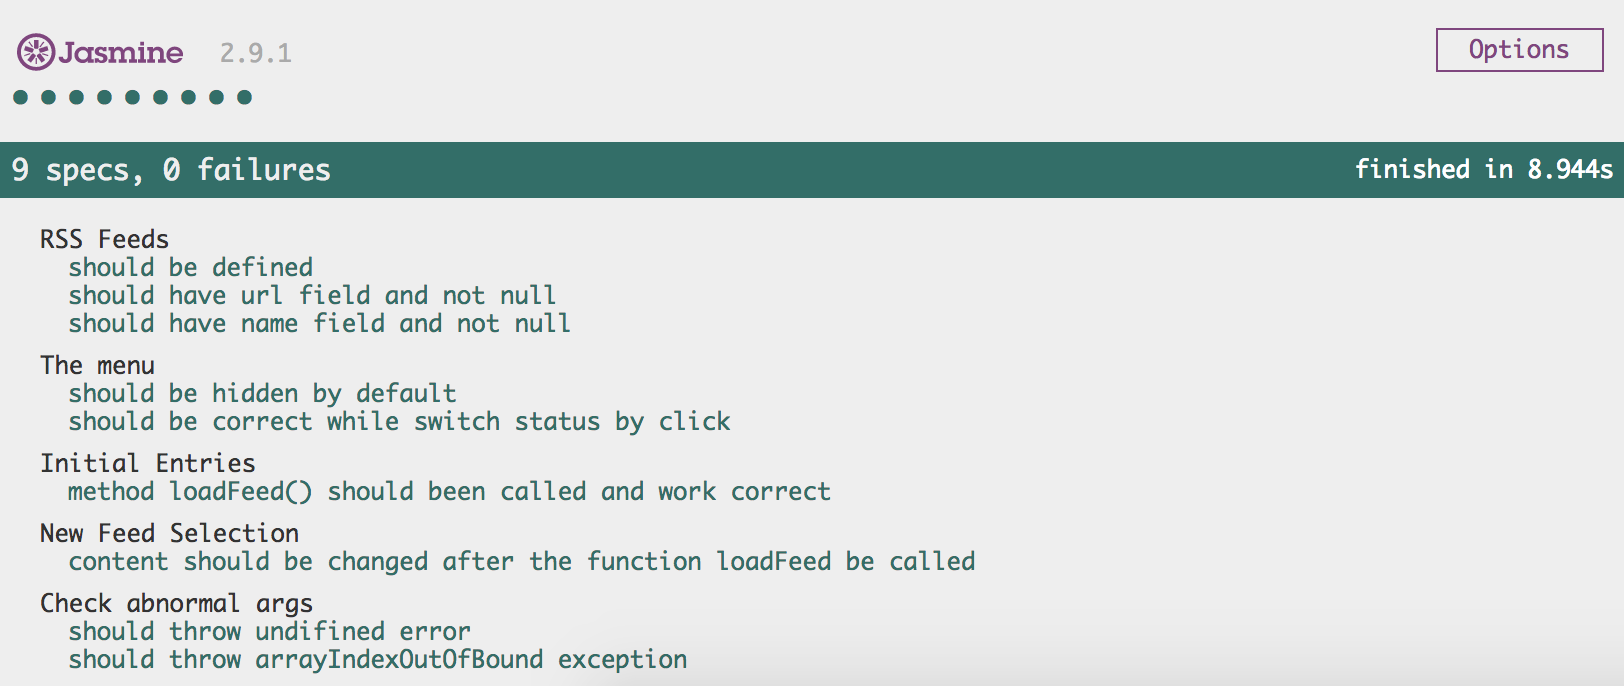 Jasmine 2.9.1 Options
9 specs, 0 failures finished in 8.944s
RSS Feeds
should be defined
should have url field and not null
should have name field and not null
The menu
should be hidden by default
should be correct while switch status by click
Initial Entries
method loadFeed() should been called and work correct
New Feed Selection
content should be changed after the function loadFeed be called
Check abnormal args
should throw undifined error
should throw arrayIndexOutOfBound exception